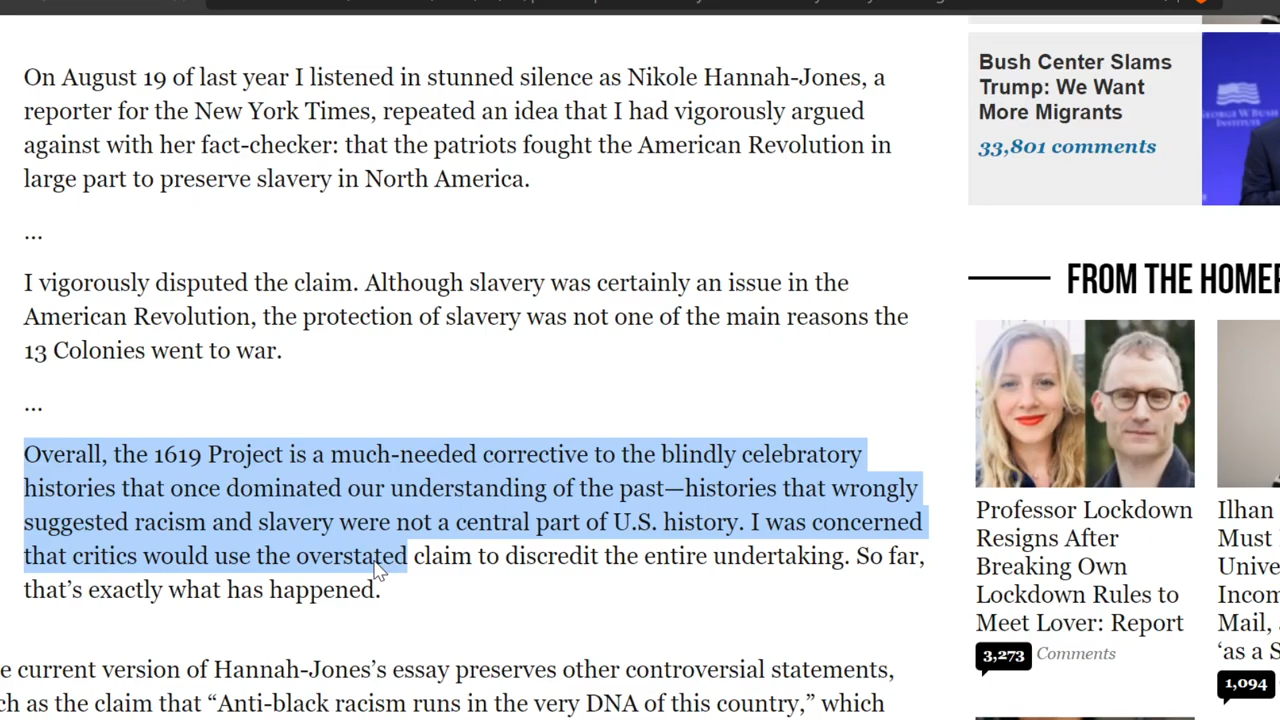 On August 19 of last year I listened in stunned silence as Nikole Hannah-Jones, a
reporter for the New York Times, repeated an idea that I had vigorously argued
against with her fact-checker: that the patriots fought the American Revolution in
large part to preserve slavery in North America.
...
I vigorously disputed the claim. Although slavery was certainly an issue in the
American Revolution, the protection of slavery was not one of the main reasons the
13 Colonies went to war.
...
Overall, the 1619 Project is a much-needed corrective to the blindly celebratory
histories that once dominated our understanding of the past—histories that wrongly
suggested racism and slavery were not a central part of U.S. history. I was concerned
that critics would use the overstated claim to discredit the entire undertaking. So far,
that's exactly what has happened.
e current version of Hannah-Jones's essay preserves other controversial statements,
ch as the claim that “Anti-black racism runs in the very DNA of this country,” which
Bush Center Slams
Trump: We Want
More Migrants
33,801 comments
GEORGE W BUSH
INSTITUTE
FROM THE HOME
Professor Lockdown
Resigns After
Breaking Own
Lockdown Rules to
Meet Lover: Report
3,273 Comments
Ilhan
Must
Unive
Incom
Mail,
‘as a S
1,094